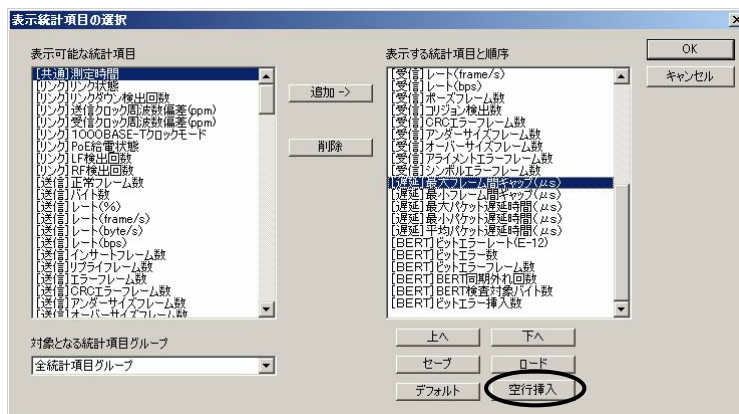 表示統計項目の選択
表示可能な統計項目
[共通]測定時間
[リンク]リンク状態
[リンク]リンクダウン検出回数
[リンク]送信クロック周波数偏差(ppm)
[リンク]受信クロック周波数偏差(ppm)
[リンク]1000BASE-Tクロックモード
[リンク]PoE給電状態
[リンク]LF検出回数
[リンク]RF検出回数
[送信]正常フレーム数
[送信]バイト数
[送信]レート(%)
[送信]レート(frame/s)
[送信]レート(byte/s)
[送信]レート(bps)
[送信]インサートフレーム数
[送信]リプライフレーム数
[送信]エラーフレーム数
[送信]CRCエラーフレーム数
[送信]アンダーサイズフレーム数
[送信]オーバーサイズフレーム数
対象となる統計項目グループ
全統計項目グループ
追加 ->
削除
表示する統計項目と順序
[受信]レート(frame/s)
[受信]レート(bps)
[受信]ポーズフレーム数
[受信]コリジョン検出数
[受信]CRCエラーフレーム数
[受信]アンダーサイズフレーム数
[受信]オーバーサイズフレーム数
[受信]アライメントエラーフレーム数
[受信]シンボルエラーフレーム数
[遅延]最大フレーム間ギャップ(μs)
[遅延]最小フレーム間ギャップ(μs)
[遅延]最大パケット遅延時間(μs)
[遅延]最小パケット遅延時間(μs)
[遅延]平均パケット遅延時間(μs)
[BERT]ビットエラーレート(E-12)
[BERT]ビットエラー数
[BERT]ビットエラーフレーム数
[BERT]BERT同期外れ回数
[BERT]BERT検査対象バイト数
[BERT]ビットエラー挿入数
上へ
下へ
セーブ
ロード
デフォルト
空行挿入
OK
キャンセル